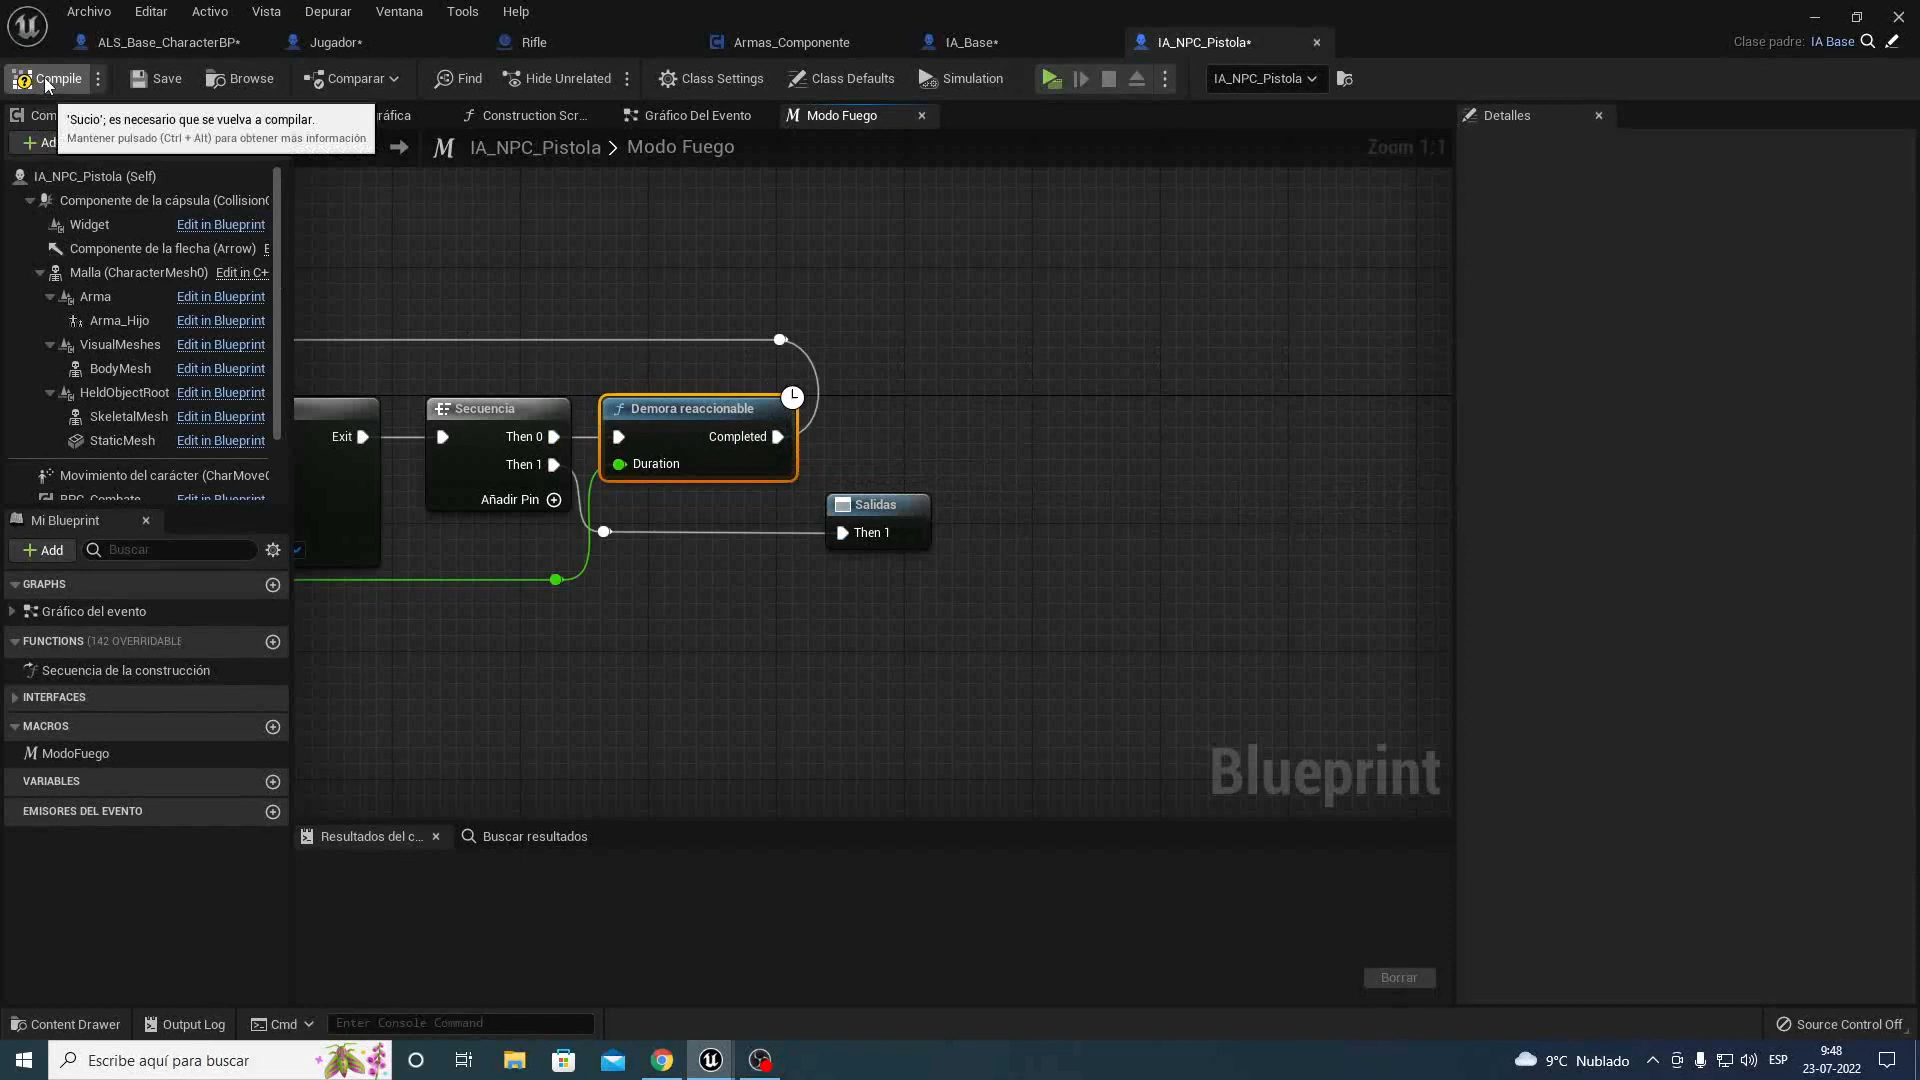 Archivo Editar Activo Vista Depurar Ventana Tools Help
ALS_Base_CharacterBP* Jugador* Rifle Armas_Componente IA_Base* IA_NPC_Pistola* Clase padre: IA Base
Compile Save Browse Comparar Find Hide Unrelated Class Settings Class Defaults Simulation IA_NPC_Pistola
Com
'Sucio'; es necesario que se vuelva a compilar.
Mantener pulsado (Ctrl + Alt) para obtener más información
ráfica Construction Scr... Gráfico Del Evento Modo Fuego Detalles
Ad
IA_NPC_Pistola > Modo Fuego Zoom 1:1
IA_NPC_Pistola (Self)
Componente de la cápsula (Collision
Widget Edit in Blueprint
Componente de la flecha (Arrow) E
Malla (CharacterMesh0) Edit in C+
Arma Edit in Blueprint
Arma_Hijo Edit in Blueprint
VisualMeshes Edit in Blueprint
BodyMesh Edit in Blueprint
HeldObjectRoot Edit in Blueprint
SkeletalMesh Edit in Blueprint
StaticMesh Edit in Blueprint
Movimiento del carácter (CharMove
Edit in Blueprint
Exit
Secuencia
Then 0
Then 1
Añadir Pin
Demora reaccionable
Completed
Duration
Salidas
Then 1
Blueprint
Mi Blueprint
Add Buscar
GRAPHS
Gráfico del evento
FUNCTIONS (142 OVERRIDABLE
Secuencia de la construcción
INTERFACES
MACROS
ModoFuego
VARIABLES
EMISORES DEL EVENTO
Resultados del c... Buscar resultados
Borrar
Content Drawer Output Log Cmd Enter Console Command Source Control Off
Escribe aquí para buscar
9°C Nublado ESP
9:48
23-07-2022